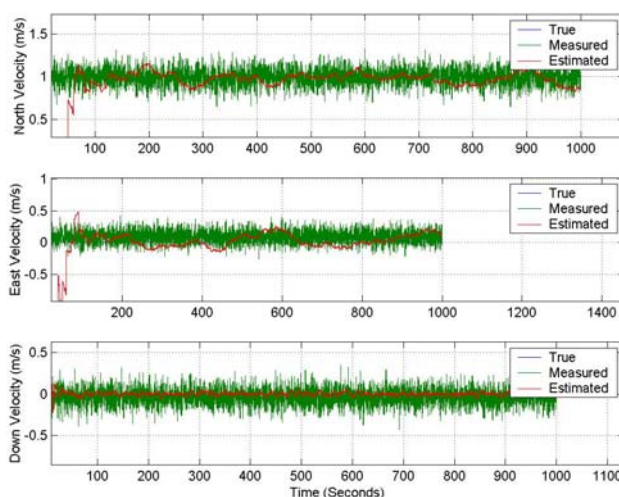 North Velocity (m/s)
1.5
1
0.5
True
Measured
Estimated
100 200 300 400 500 600 700 800 900 1000
East Velocity (m/s)
1
0.5
0
-0.5
True
Measured
Estimated
200 400 600 800 1000 1200 1400
Down Velocity (m/s)
0.5
0
-0.5
True
Measured
Estimated
100 200 300 400 500 600 700 800 900 1000 1100
Time (Seconds)